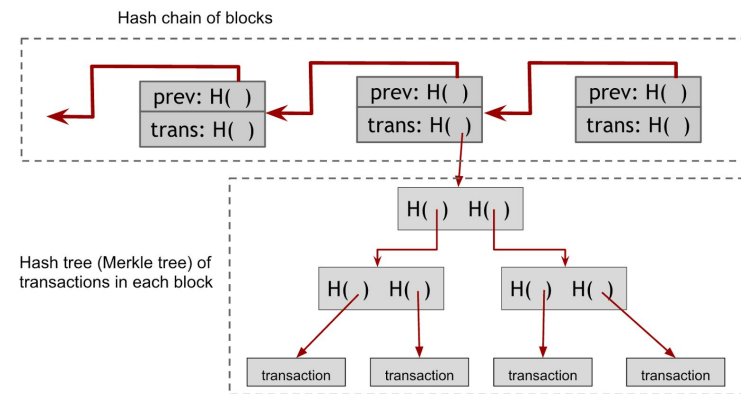 Hash chain of blocks
prev: H( )
trans: H( )
prev: H( )
trans: H( )
prev: H( )
trans: H( )
H( ) H( )
Hash tree (Merkle tree) of
transactions in each block
H( ) H( )
H( ) H( )
transaction
transaction
transaction
transaction